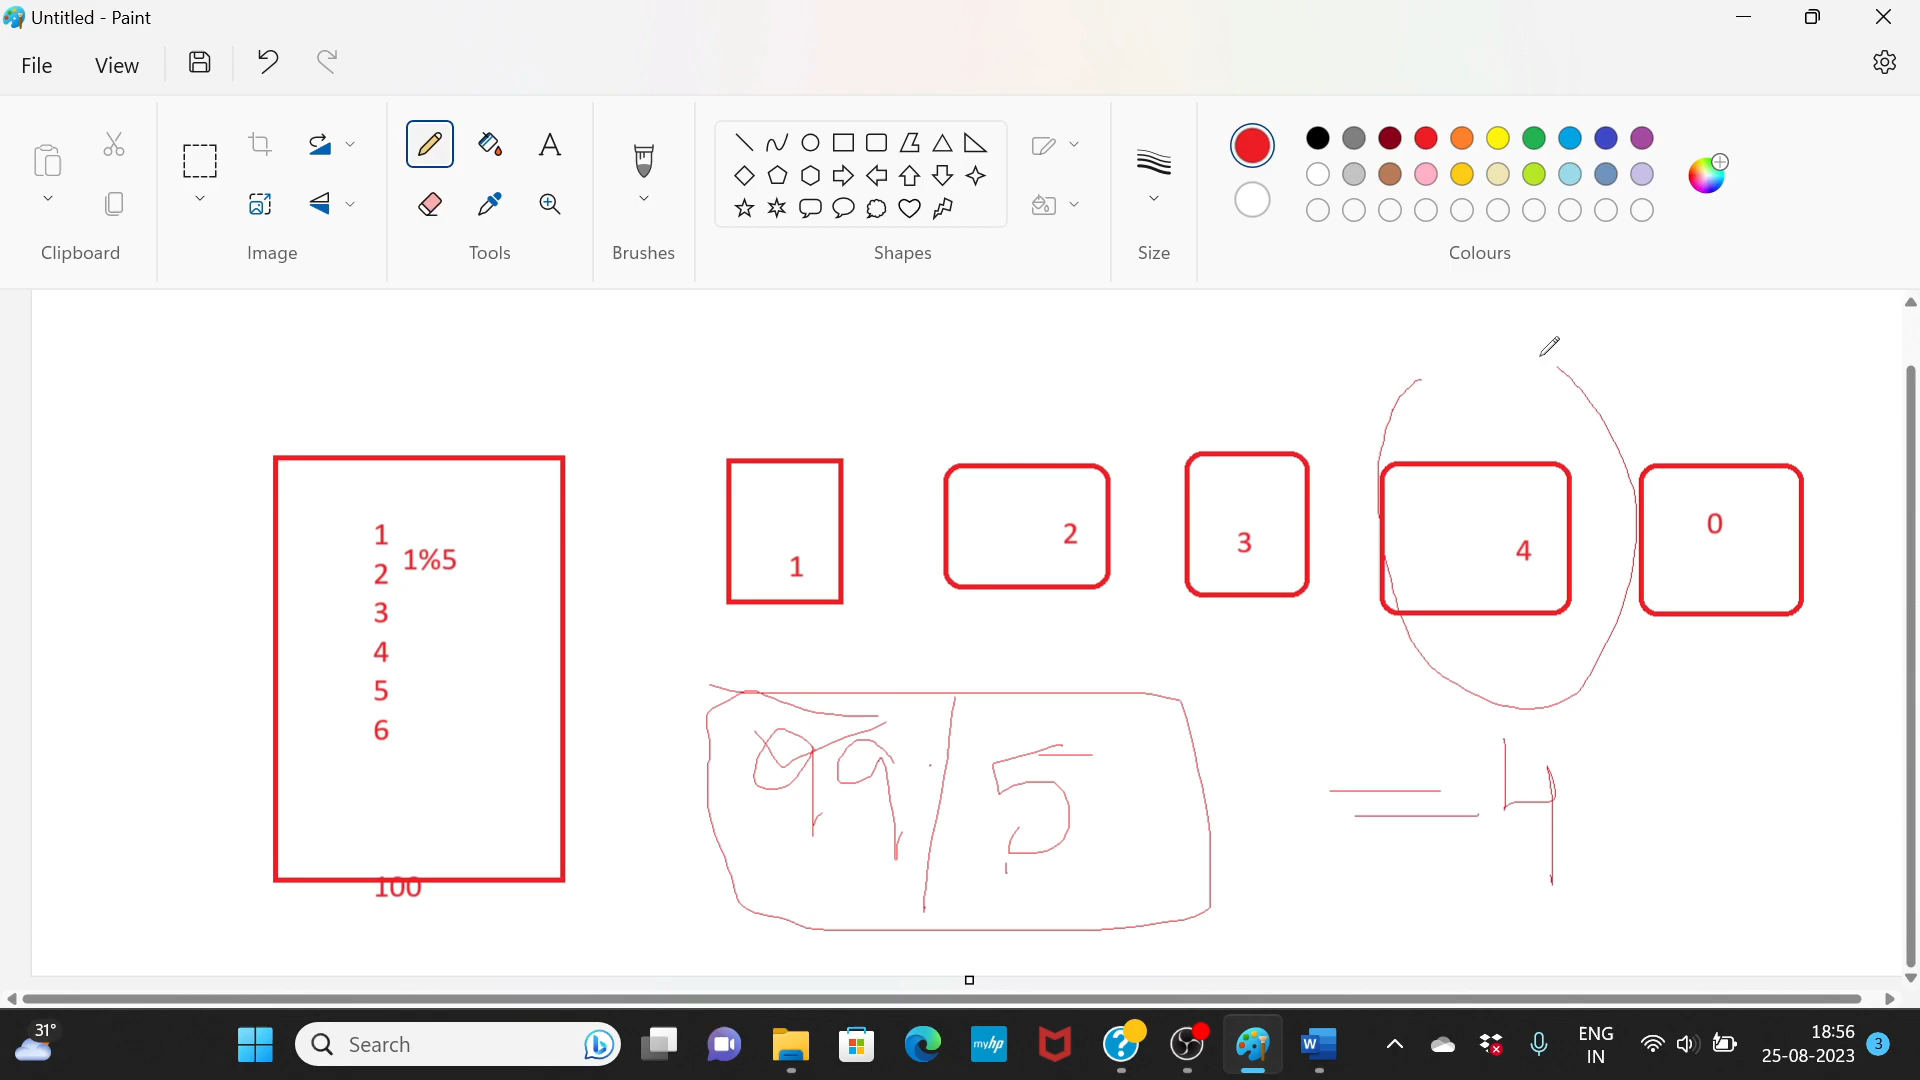 Untitled - Paint
File
View
Clipboard
Image
Tools
Brushes
Shapes
Size
Colours
1
1%5
2
3
4
5
6
100
1
2
3
4
0
99/5
= 4
31°
Search
myhp
ENG
IN
18:56
25-08-2023
3